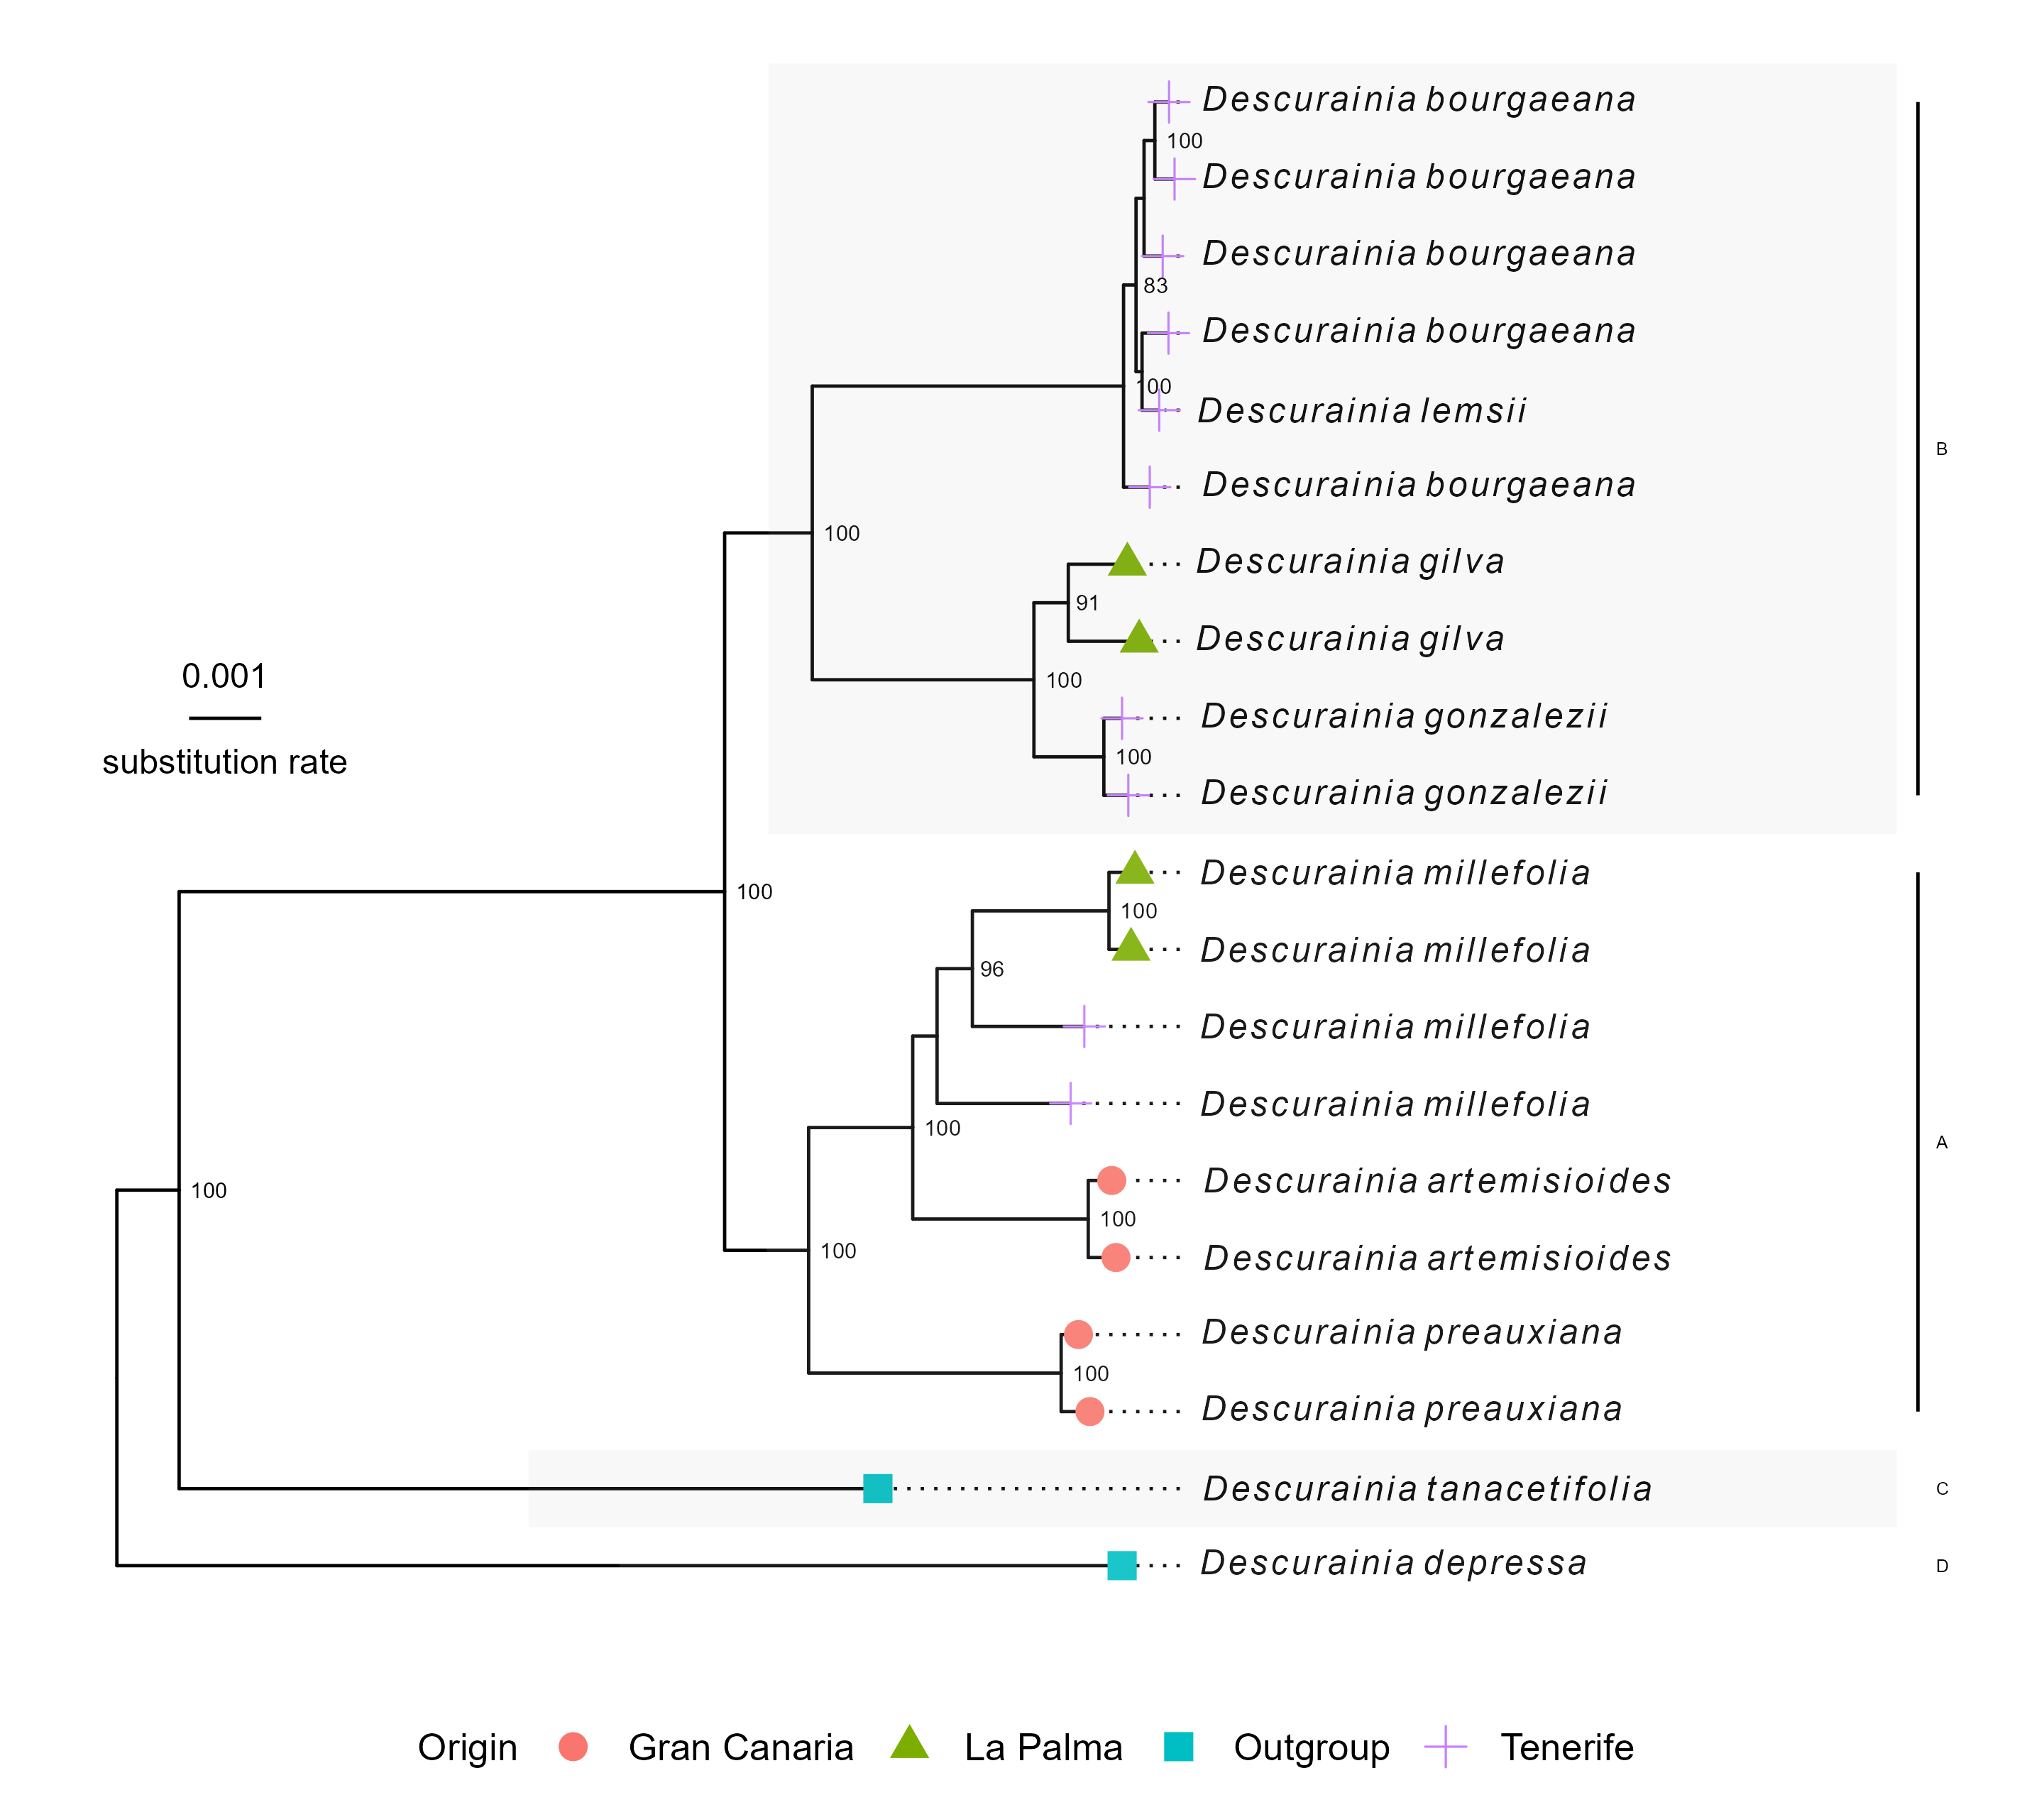 Descurainia bourgaeana
100
Descurainia bourgaeana
Descurainia bourgaeana
83
Descurainia bourgaeana
100
Descurainia lemsii
B
Descurainia bourgaeana
100
Descurainia gilva
91
Descurainia gilva
0.001
100
Descurainia gonzalezii
substitution rate
100
Descurainia gonzalezii
Descurainia millefolia
100
100
Descurainia millefolia
96
Descurainia millefolia
Descurainia millefolia
100
A
Descurainia artemisioides
100
100
Descurainia artemisioides
100
Descurainia preauxiana
100
Descurainia preauxiana
Descurainia tanacetifolia
C
Descurainia depressa
D
Origin Gran Canaria La Palma Outgroup Tenerife